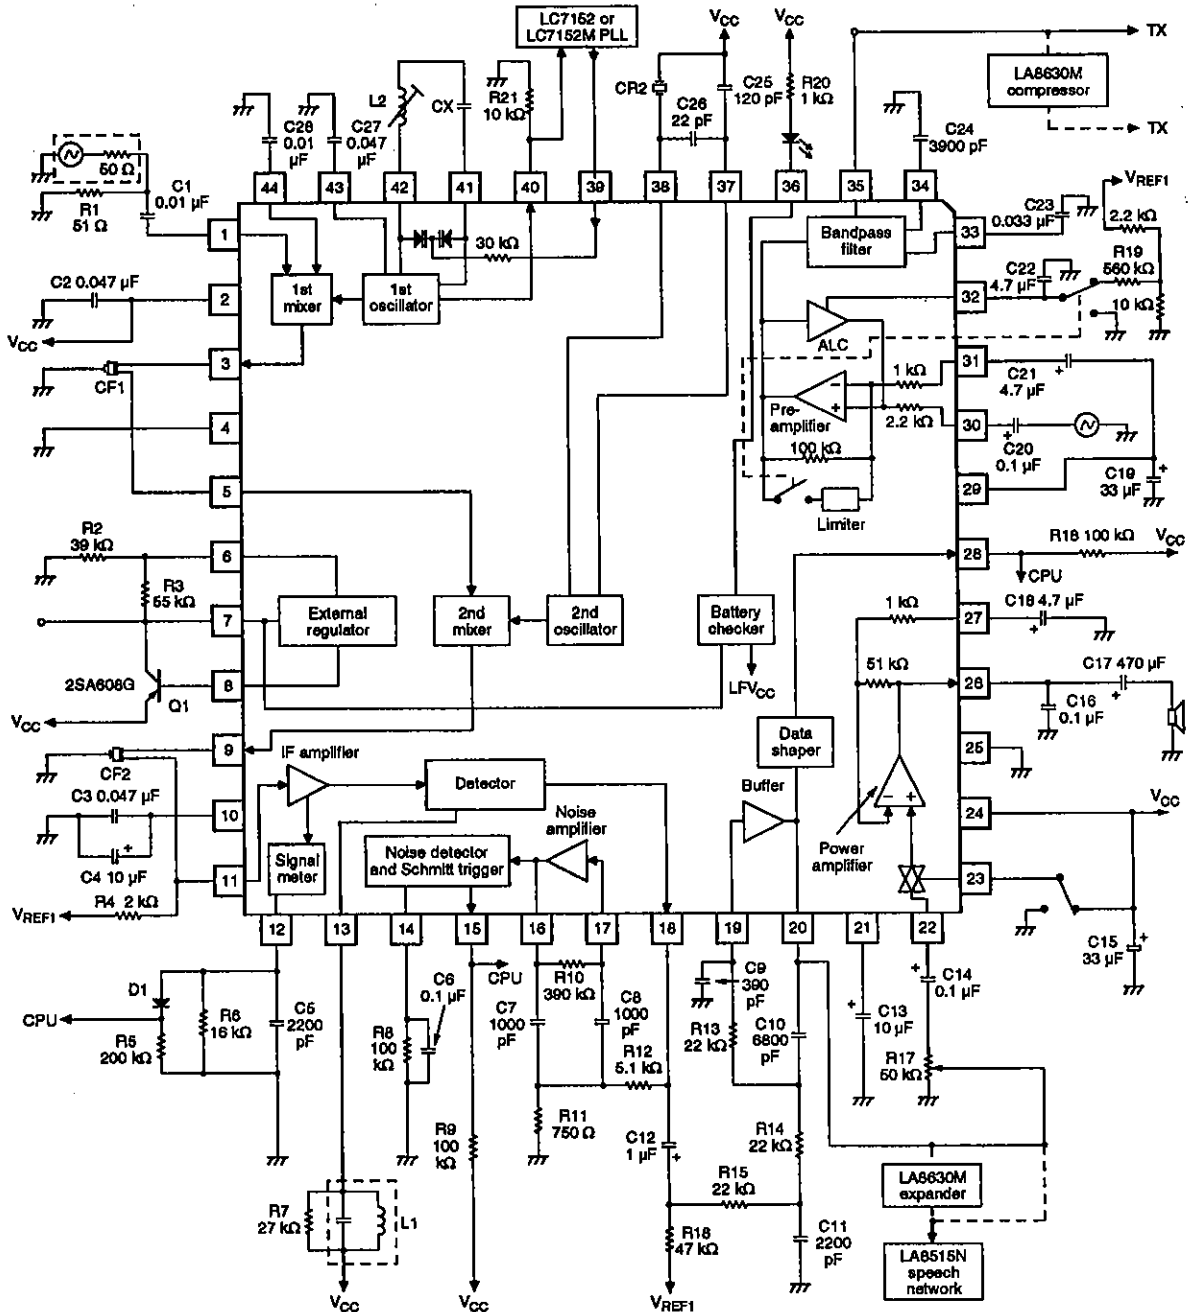 LC7152 or
LC7152M PLL
VCC
VCC
TX
LA8630M
compressor
TX
L2
CX
R21
10 kΩ
CR2
C26
22 pF
C25
120 pF
R20
1 kΩ
C24
3900 pF
C28
0.01
µF
C27
0.047
µF
50 Ω
R1
51 Ω
C1
0.01 µF
44
43
42
41
40
39
38
37
36
35
34
VREF1
2.2 kΩ
C23
0.033 µF
R19
560 kΩ
10 kΩ
C22
4.7 µF
1
2
3
4
5
6
7
8
9
10
11
33
32
31
30
29
28
27
26
25
24
23
30 kΩ
1st
mixer
1st
oscillator
Bandpass
filter
ALC
1 kΩ
Pre-
amplifier
2.2 kΩ
100 kΩ
Limiter
C2 0.047 µF
VCC
CF1
C21
4.7 µF
+
C20
0.1 µF
+
C19
33 µF
+
R18 100 kΩ
VCC
CPU
R2
39 kΩ
R3
55 kΩ
External
regulator
2nd
mixer
2nd
oscillator
Battery
checker
LFVCC
1 kΩ
C18 4.7 µF
+
51 kΩ
C17 470 µF
+
C16
0.1 µF
2SA608G
Q1
VCC
CF2
IF amplifier
Detector
Data
shaper
Buffer
Noise
amplifier
Power
amplifier
− +
VCC
C3 0.047 µF
C4 10 µF
+
Signal
meter
Noise detector
and Schmitt trigger
VREF1
R4 2 kΩ
C15
33 µF
+
12
13
14
15
16
17
18
19
20
21
22
D1
CPU
R5
200 kΩ
R6
16 kΩ
C5
2200
pF
R8
100
kΩ
C6
0.1 µF
CPU
R9
100
kΩ
R10
390 kΩ
C7
1000
pF
C8
1000
pF
R11
750 Ω
R12
5.1 kΩ
C9
390
pF
R13
22 kΩ
C10
6800
pF
C13
10 µF
+
C14
0.1 µF
+
R17
50 kΩ
C12
1 µF
+
R14
22 kΩ
R15
22 kΩ
C11
2200
pF
R16
47 kΩ
R7
27 kΩ
L1
LA8630M
expander
LA8515N
speech
network
VCC
VCC
VREF1